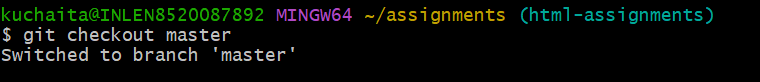 kuchaita@INLEN8520087892 MINGW64 ~/assignments (html-assignments)
$ git checkout master
Switched to branch 'master'